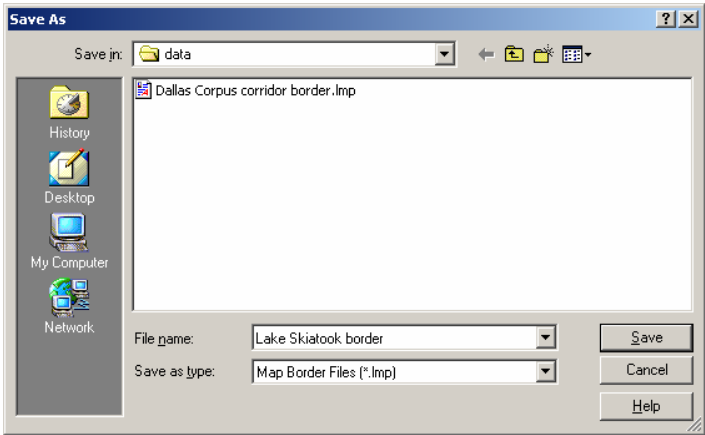 Save As
Save in: data
Dallas Corpus corridor border.lmp
History
Desktop
My Computer
Network
File name: Lake Skiatook border Save
Save as type: Map Border Files (*.lmp) Cancel
Help